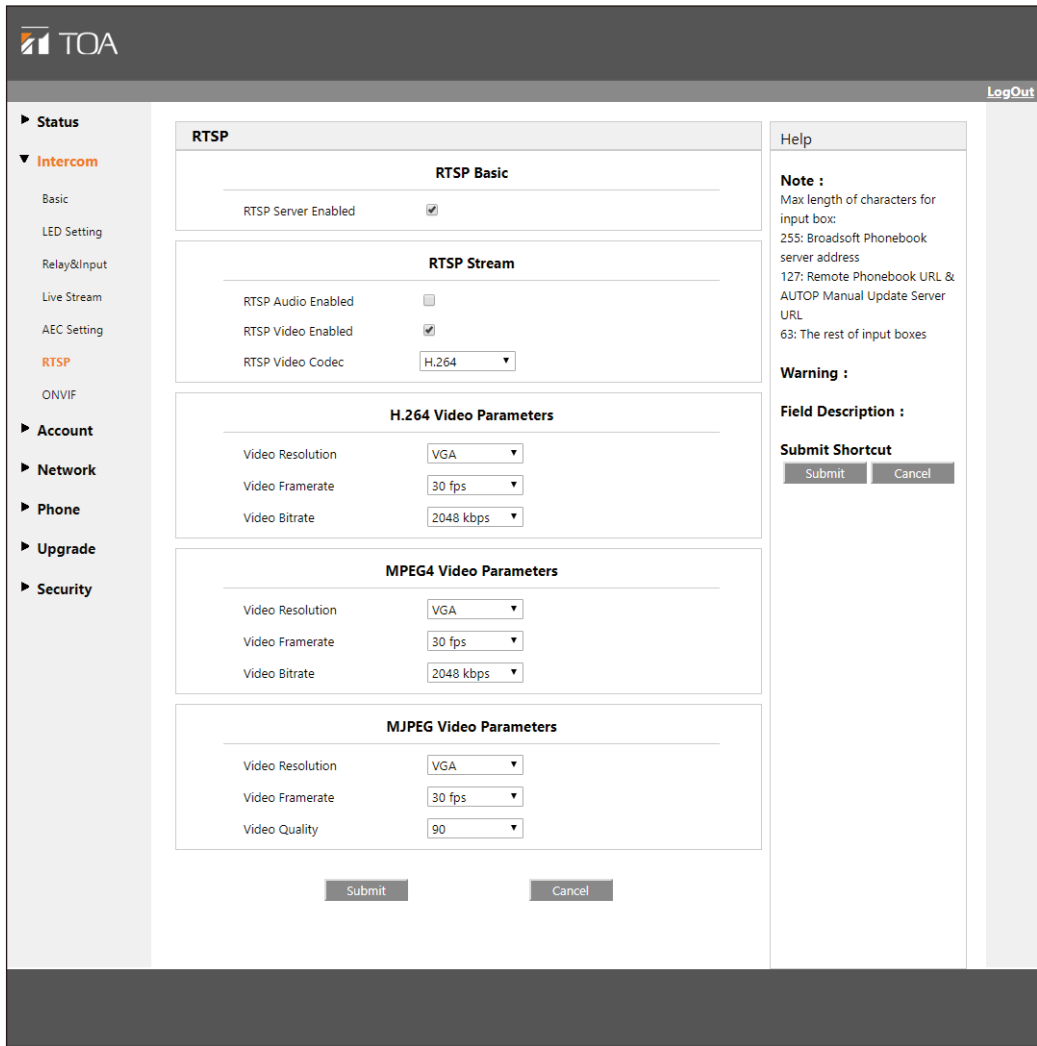 TOA
LogOut
Status
Intercom
Basic
LED Setting
Relay&Input
Live Stream
AEC Setting
RTSP
ONVIF
Account
Network
Phone
Upgrade
Security
RTSP
RTSP Basic
RTSP Server Enabled
RTSP Stream
RTSP Audio Enabled
RTSP Video Enabled
RTSP Video Codec H.264
H.264 Video Parameters
Video Resolution VGA
Video Framerate 30 fps
Video Bitrate 2048 kbps
MPEG4 Video Parameters
Video Resolution VGA
Video Framerate 30 fps
Video Bitrate 2048 kbps
MJPEG Video Parameters
Video Resolution VGA
Video Framerate 30 fps
Video Quality 90
Submit Cancel
Help
Note :
Max length of characters for
input box:
255: Broadsoft Phonebook
server address
127: Remote Phonebook URL &
AUTOP Manual Update Server
URL
63: The rest of input boxes
Warning :
Field Description :
Submit Shortcut
Submit Cancel